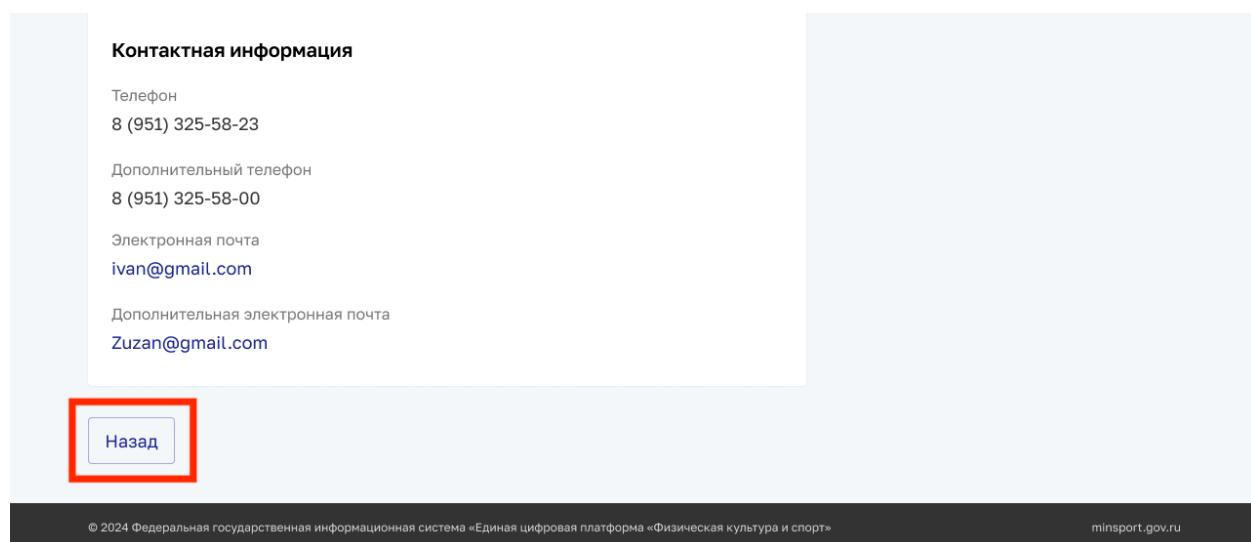 Контактная информация
Телефон
8 (951) 325-58-23
Дополнительный телефон
8 (951) 325-58-00
Электронная почта
ivan@gmail.com
Дополнительная электронная почта
Zuzan@gmail.com
Назад
© 2024 Федеральная государственная информационная система «Единая цифровая платформа «Физическая культура и спорт»
minsport.gov.ru